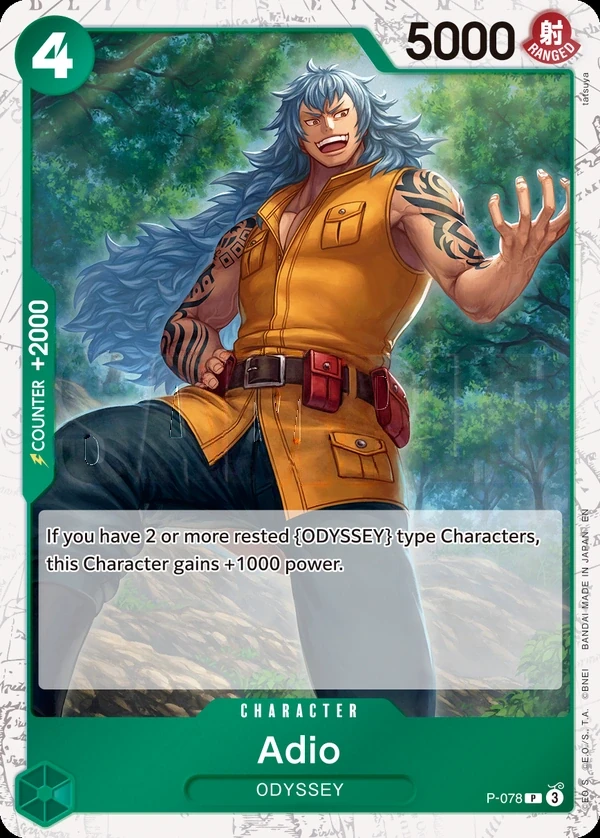 4
5000
射
RANGED
tatsuya
COUNTER +2000
If you have 2 or more rested {ODYSSEY} type Characters,
this Character gains +1000 power.
CHARACTER
Adio
ODYSSEY
P-078 P 3
©E.O./S., T.A. ©BNEI BANDAI MADE IN JAPAN EN